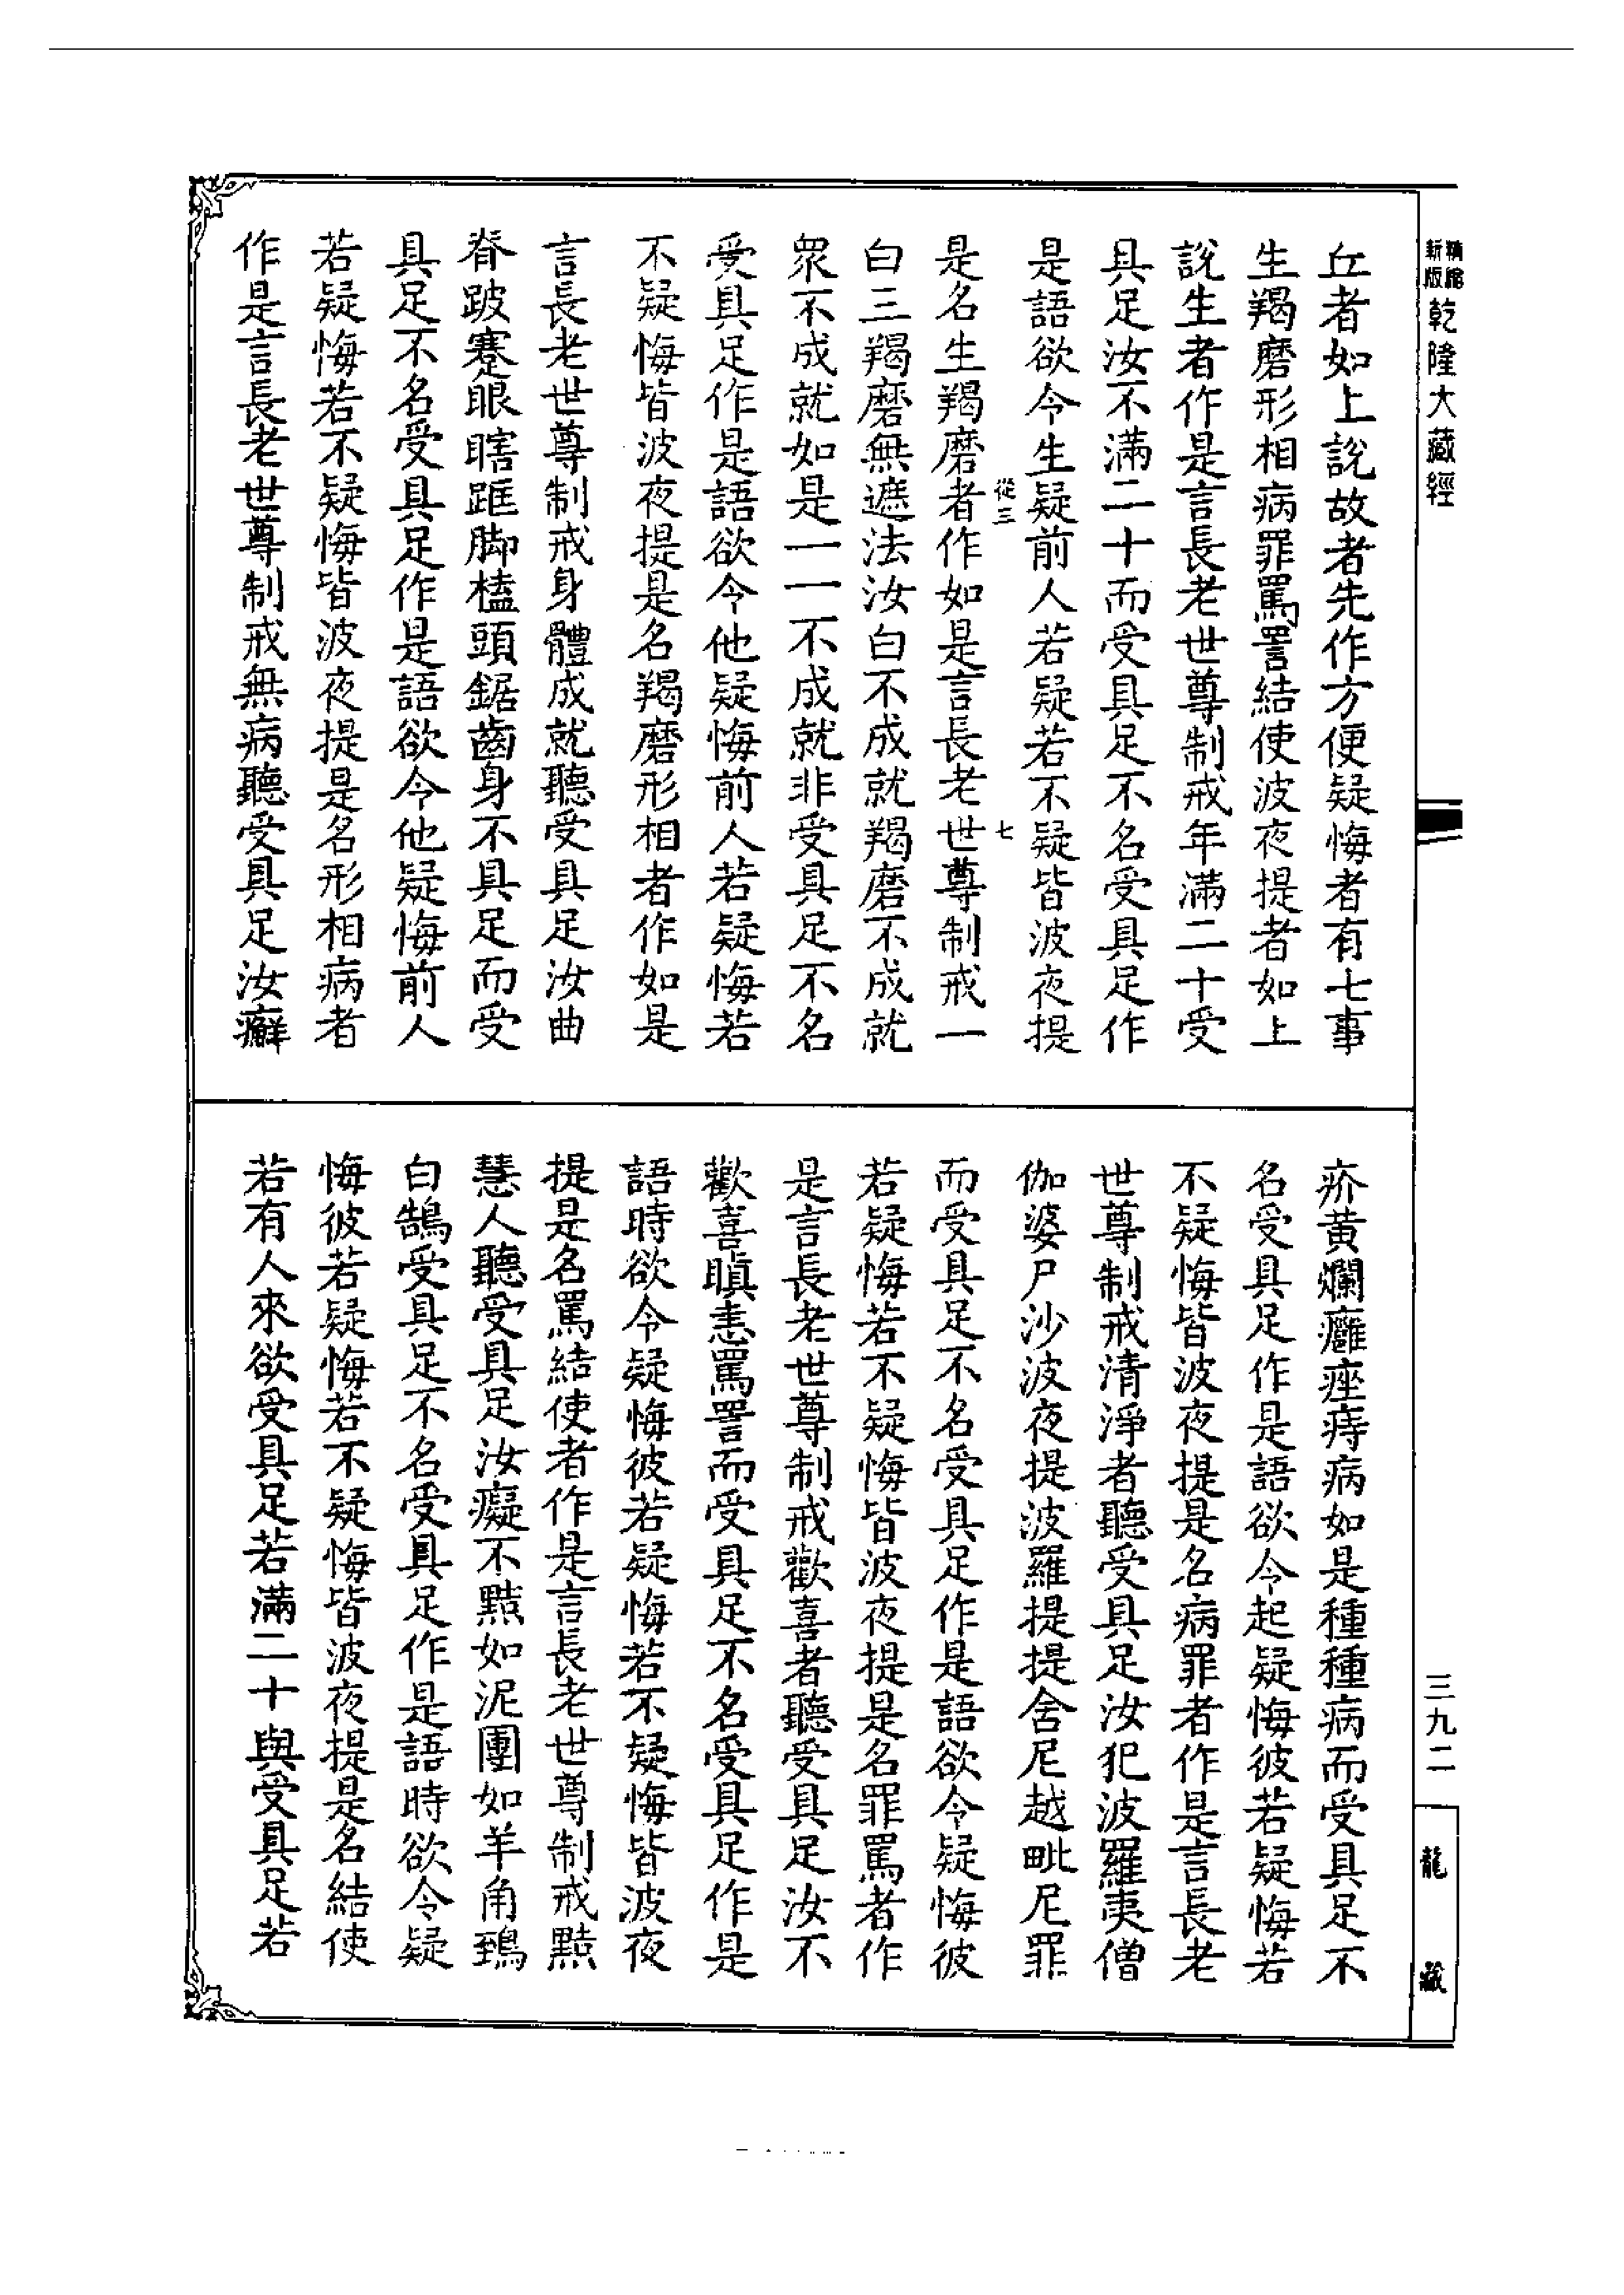 精縮新版乾隆大藏經
丘者如上說故者先作方便疑悔者有七事
生羯磨形相病罪罵詈結使波夜提者如上
說生者作是言長老世尊制戒年滿二十受
具足汝不滿二十而受具足不名受具足作
是語欲令生疑前人若疑若不疑皆波夜提
從三 七
是名生羯磨者作如是言長老世尊制戒一
白三羯磨無遮法汝白不成就羯磨不成就
眾不成就如是一一不成就非受具足不名
受具足作是語欲令他疑悔前人若疑悔若
不疑悔皆波夜提是名羯磨形相者作如是
言長老世尊制戒身體成就聽受具足汝曲
脊跛蹇眼瞎䟫脚榼頭鋸齒身不具足而受
具足不名受具足作是語欲令他疑悔前人
若疑悔若不疑悔皆波夜提是名形相病者
作是言長老世尊制戒無病聽受具足汝癬
疥黃爛癰痤痔病如是種種病而受具足不
名受具足作是語欲令起疑悔彼若疑悔若
不疑悔皆波夜提是名病罪者作是言長老
世尊制戒清淨者聽受具足汝犯波羅夷僧
伽婆尸沙波夜提波羅提提舍尼越毗尼罪
而受具足不名受具足作是語欲令疑悔彼
若疑悔若不疑悔皆波夜提是名罪罵者作
是言長老世尊制戒歡喜者聽受具足汝不
歡喜瞋恚罵詈而受具足不名受具足作是
語時欲令疑悔彼若疑悔若不疑悔皆波夜
提是名罵結使者作是言長老世尊制戒黠
慧人聽受具足汝癡不黠如泥團如羊角鵄
白鵠受具足不名受具足作是語時欲令疑
悔彼若疑悔若不疑悔皆波夜提是名結使
若有人來欲受具足若滿二十與受具足若
三九二
龍藏